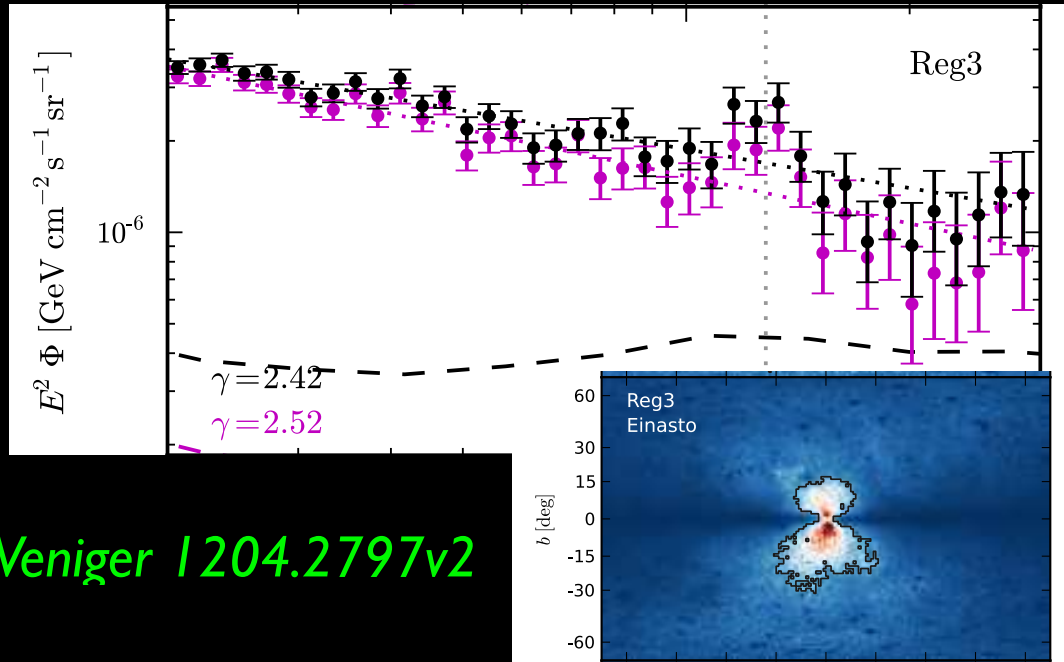 E² Φ [GeV cm⁻² s⁻¹ sr⁻¹]
Reg3
10⁻⁶
γ=2.42
γ=2.52
Weniger 1204.2797v2
Reg3
Einasto
b [deg]
60
30
15
0
-15
-30
-60